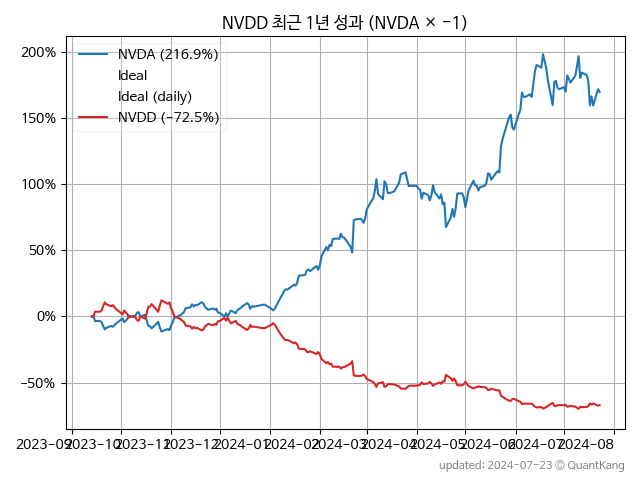 NVDD 최근 1년 성과 (NVDA × −1)
NVDA (216.9%)
Ideal
Ideal (daily)
NVDD (−72.5%)
200%
150%
100%
50%
0%
−50%
2023-09 2023-10 2023-11 2023-12 2024-01 2024-02 2024-03 2024-04 2024-05 2024-06 2024-07 2024-08
updated: 2024-07-23 © QuantKang